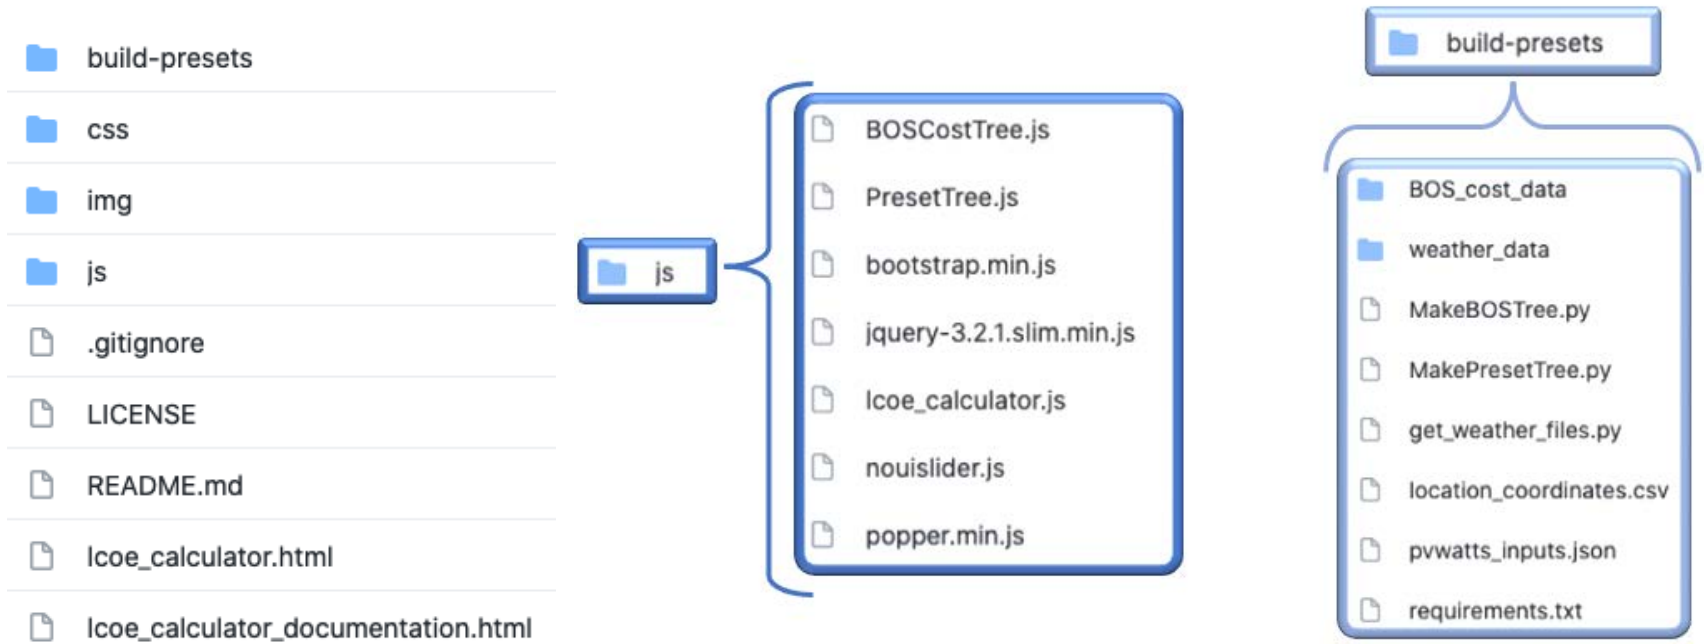 build-presets
css
img
js
.gitignore
LICENSE
README.md
lcoe_calculator.html
lcoe_calculator_documentation.html
js
BOSCostTree.js
PresetTree.js
bootstrap.min.js
jquery-3.2.1.slim.min.js
lcoe_calculator.js
nouislider.js
popper.min.js
build-presets
BOS_cost_data
weather_data
MakeBOSTree.py
MakePresetTree.py
get_weather_files.py
location_coordinates.csv
pvwatts_inputs.json
requirements.txt